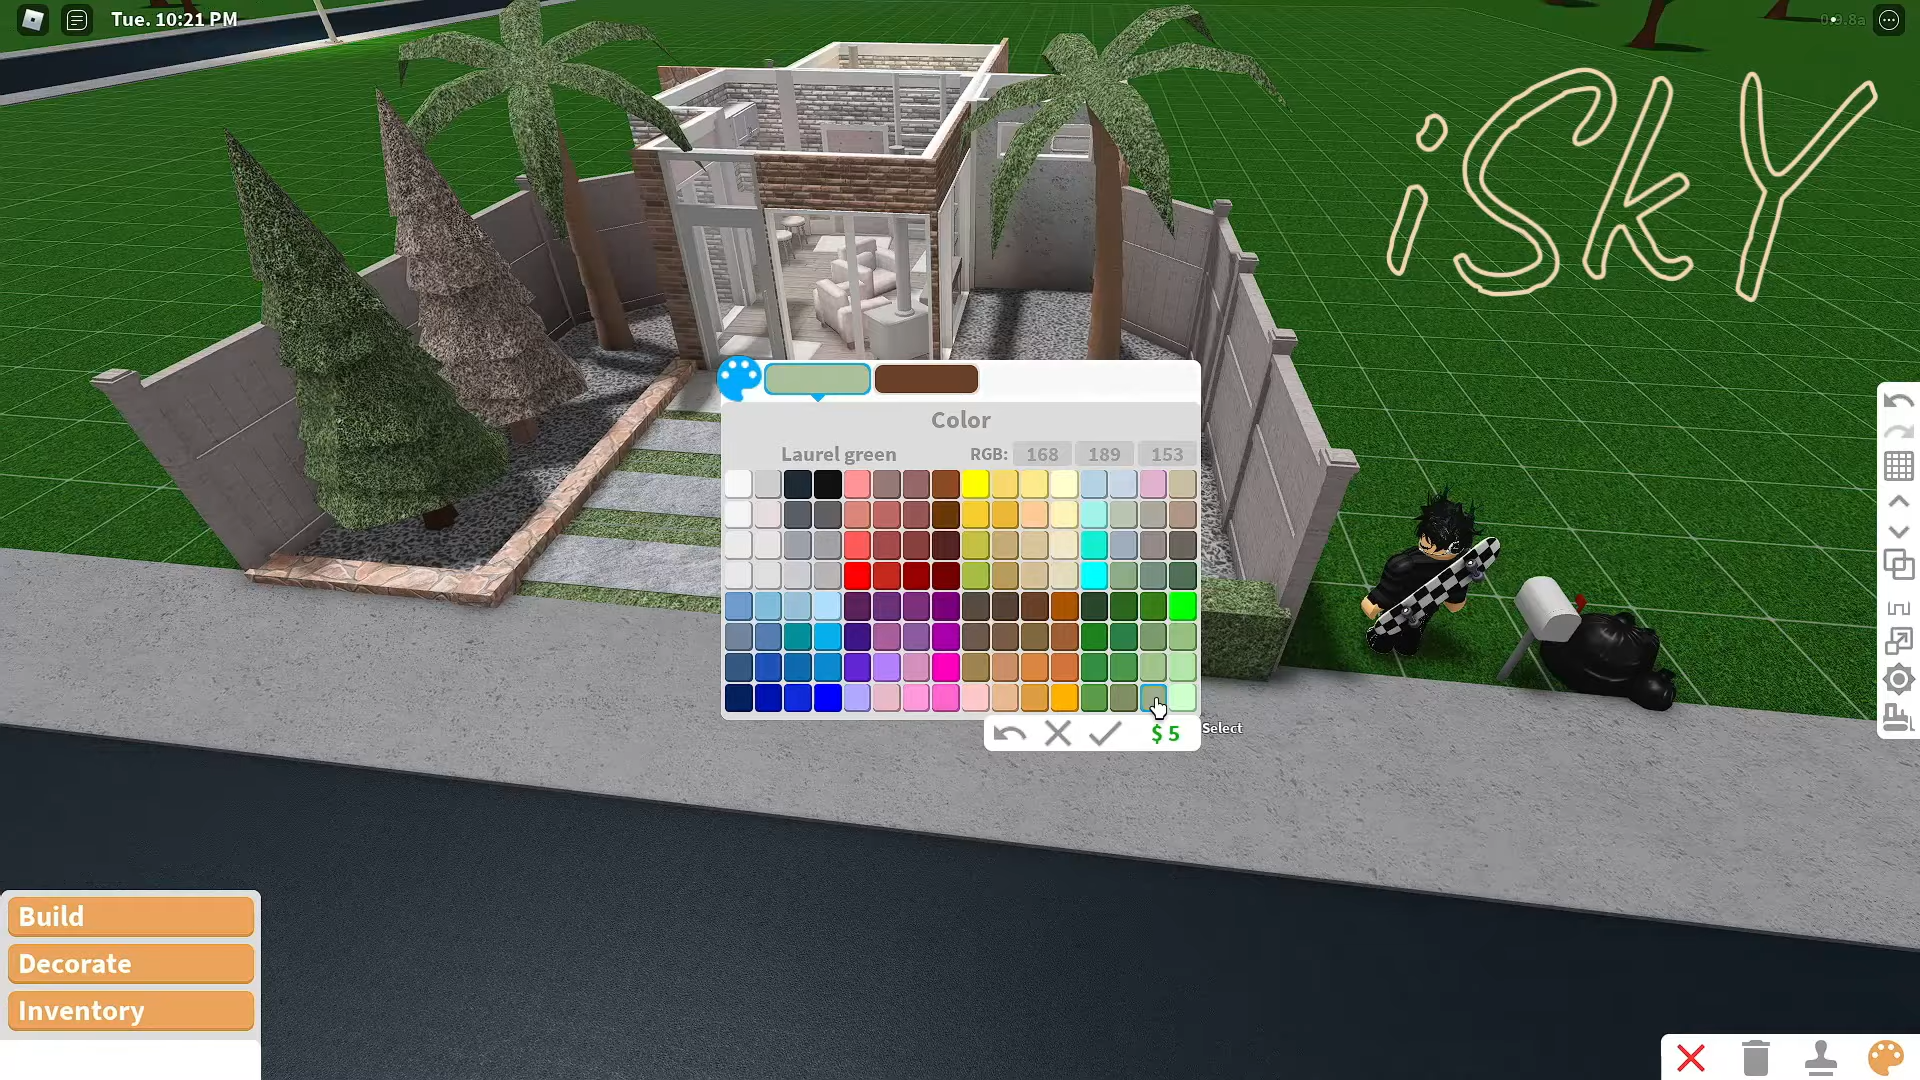 Tue. 10:21 PM
iSkY
Color
Laurel green RGB: 168 189 153
$ 5
Select
Build
Decorate
Inventory